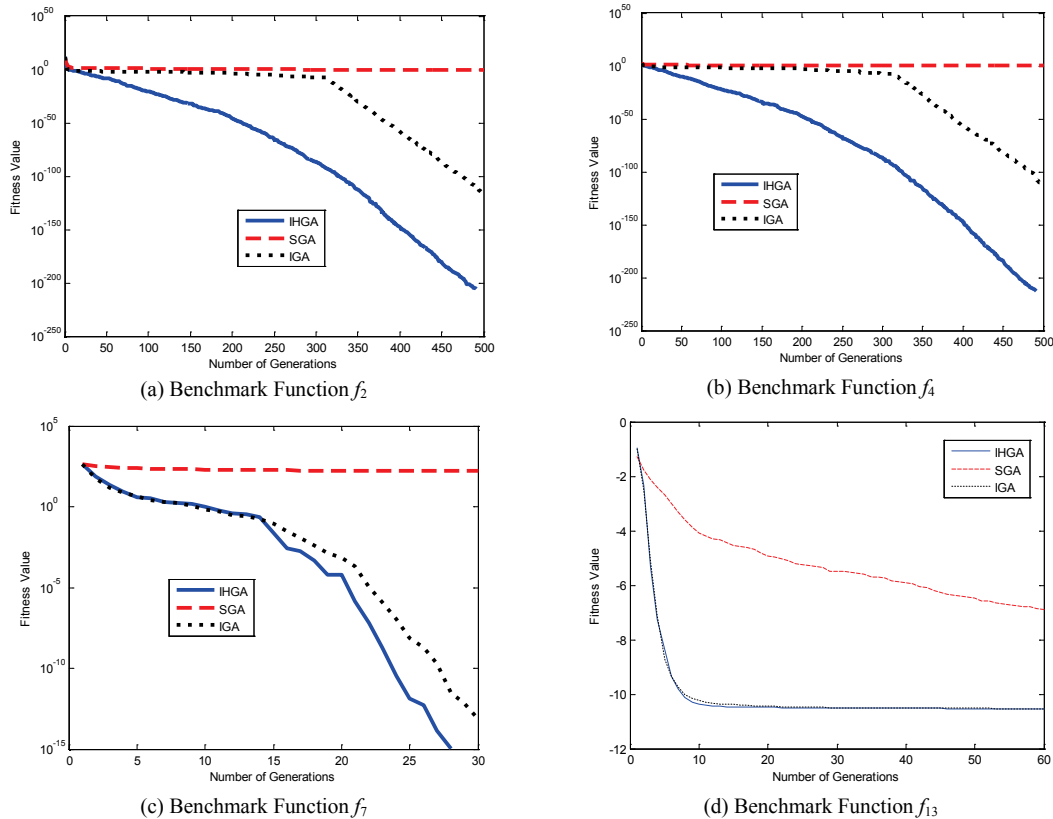 10^50
10^0
10^-50
10^-100
10^-150
10^-200
10^-250
Fitness Value
0 50 100 150 200 250 300 350 400 450 500
Number of Generations
IHGA
SGA
IGA
(a) Benchmark Function f2
10^50
10^0
10^-50
10^-100
10^-150
10^-200
10^-250
Fitness Value
0 50 100 150 200 250 300 350 400 450 500
Number of Generations
IHGA
SGA
IGA
(b) Benchmark Function f4
10^5
10^0
10^-5
10^-10
10^-15
Fitness Value
0 5 10 15 20 25 30
Number of Generations
IHGA
SGA
IGA
(c) Benchmark Function f7
0
-2
-4
-6
-8
-10
-12
Fitness Value
0 10 20 30 40 50 60
Number of Generations
IHGA
SGA
IGA
(d) Benchmark Function f13